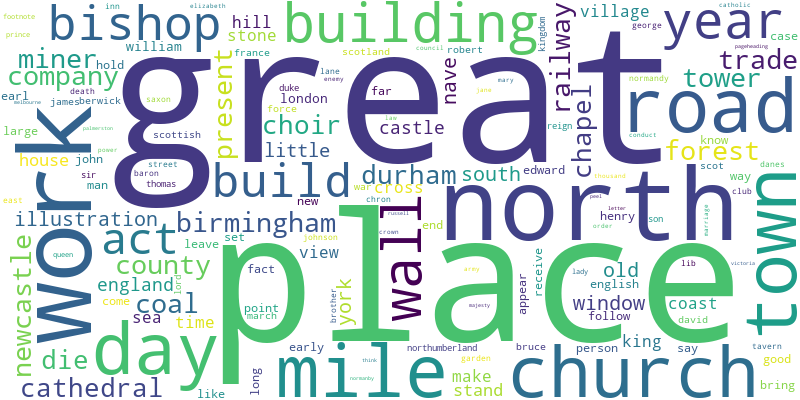 footnote inn elizabeth george catholic
prince bishop building village year case
work hill kingdom pageheading
miner hold william stone france scotland robert council
company great railway trade
death duke lane mary normandy tower
earl james berwick london enemy far nave jane road
melbourne saxon force law
large palmerston scottish choir castle reign conduct know
present chapel forest
house john street power little edward scot danes
east sir man baron thomas build durham cross south thousand way
war peel club
new chron north letter son
illustration birmingham russell end henry order marriage town
act leave set johnson view crown wall
queen county fact place old lib victoria
newcastle england lord york arey receive lady english
come coal point brother appear majesty window coast
sea time march follow david
day early northumberland bruce person king say tavern
die mile think garden church good
cathedral like long normanby make stand bring